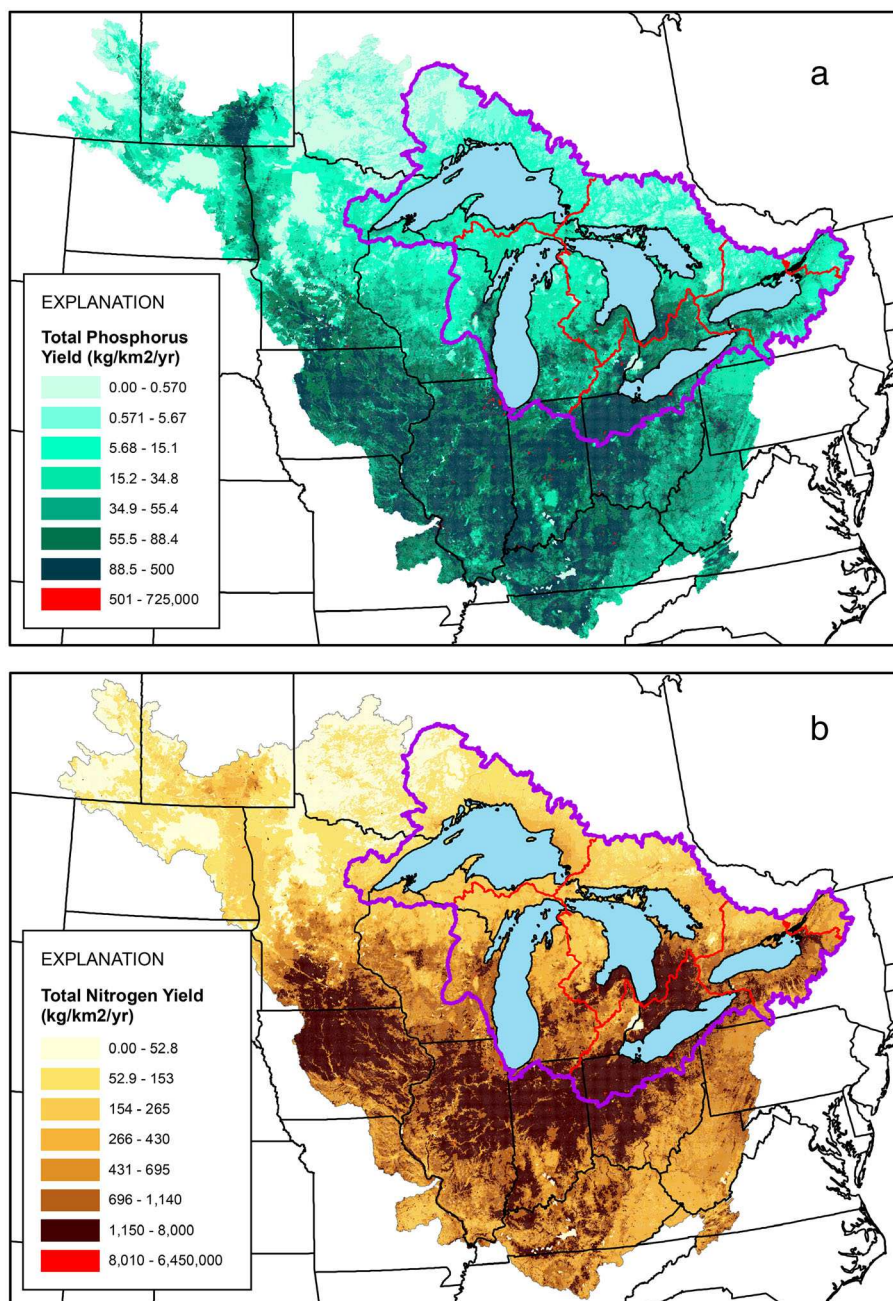 a
EXPLANATION
Total Phosphorus
Yield (kg/km2/yr)
0.00 - 0.570
0.571 - 5.67
5.68 - 15.1
15.2 - 34.8
34.9 - 55.4
55.5 - 88.4
88.5 - 500
501 - 725,000
b
EXPLANATION
Total Nitrogen Yield
(kg/km2/yr)
0.00 - 52.8
52.9 - 153
154 - 265
266 - 430
431 - 695
696 - 1,140
1,150 - 8,000
8,010 - 6,450,000